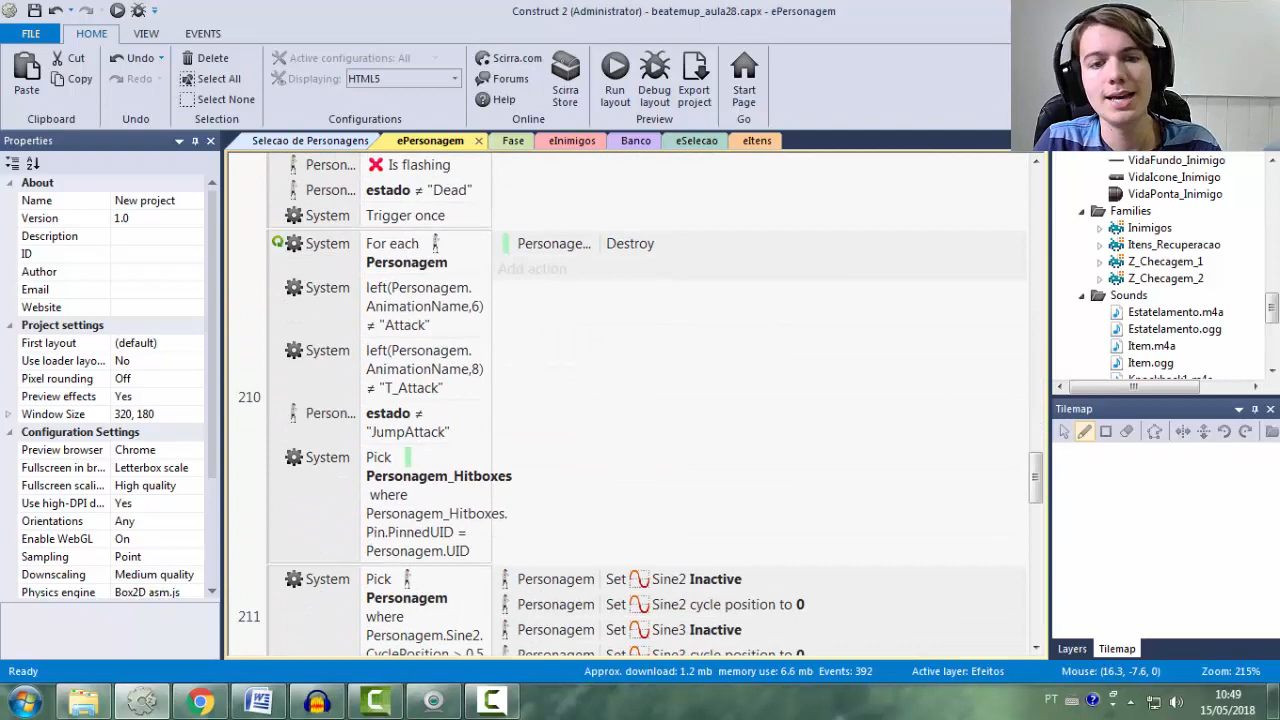 Construct 2 (Administrator) - beatemup_aula28.capx - ePersonagem
FILE HOME VIEW EVENTS
Paste
Cut
Copy
Clipboard
Undo
Redo
Undo
Delete
Select All
Select None
Selection
Active configurations: All
Displaying: HTML5
Configurations
Scirra.com
Forums
Help
Scirra Store
Online
Run layout
Debug layout
Export project
Preview
Start Page
Go
Properties
Selecao de Personagens ePersonagem Fase eInimigos Banco eSelecao eItens
About
Name New project
Version 1.0
Description
ID
Author
Email
Website
Project settings
First layout (default)
Use loader layo... No
Pixel rounding Off
Preview effects Yes
Window Size 320, 180
Configuration Settings
Preview browser Chrome
Fullscreen in br... Letterbox scale
Fullscreen scali... High quality
Use high-DPI d... Yes
Orientations Any
Enable WebGL On
Sampling Point
Downscaling Medium quality
Physics engine Box2D asm.js
Person... Is flashing
Person... estado ≠ "Dead"
System Trigger once
210
System For each
Personagem
System left(Personagem.
AnimationName,6)
≠ "Attack"
System left(Personagem.
AnimationName,8)
≠ "T_Attack"
Person... estado ≠
"JumpAttack"
System Pick
Personagem_Hitboxes
where
Personagem_Hitboxes.
Pin.PinnedUID =
Personagem.UID
Personage... Destroy
Add action
211
System Pick
Personagem
where
Personagem.Sine2.
CyclePosition > 0.5
Personagem Set Sine2 Inactive
Personagem Set Sine2 cycle position to 0
Personagem Set Sine3 Inactive
Personagem Set Sine3 cycle position to 0
VidaFundo_Inimigo
VidaIcone_Inimigo
VidaPonta_Inimigo
Families
Inimigos
Itens_Recuperacao
Z_Checagem_1
Z_Checagem_2
Sounds
Estatelamento.m4a
Estatelamento.ogg
Item.m4a
Item.ogg
Knockback1.m4a
Tilemap
Layers Tilemap
Ready Approx. download: 1.2 mb memory use: 6.6 mb Events: 392 Active layer: Efeitos Mouse: (16.3, -7.6, 0) Zoom: 215%
PT
10:49
15/05/2018